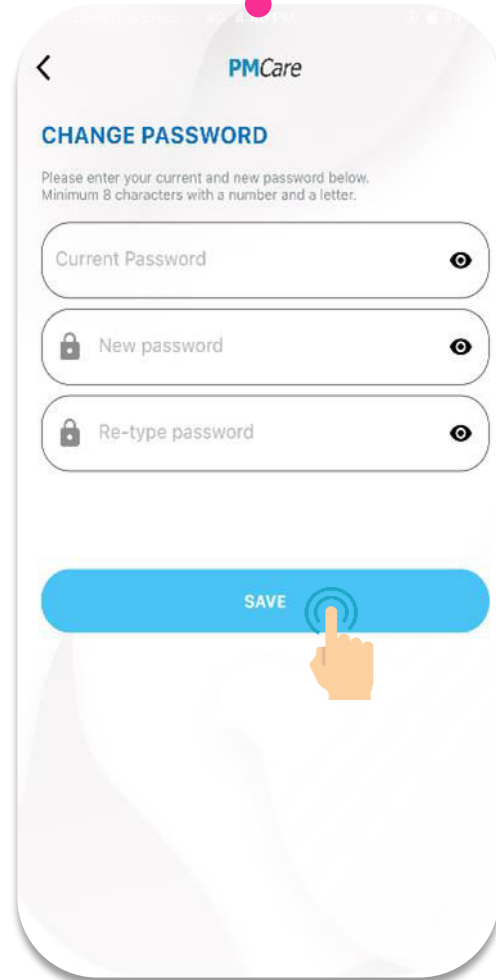 PMCare
CHANGE PASSWORD
Please enter your current and new password below.
Minimum 8 characters with a number and a letter.
Current Password
New password
Re-type password
SAVE